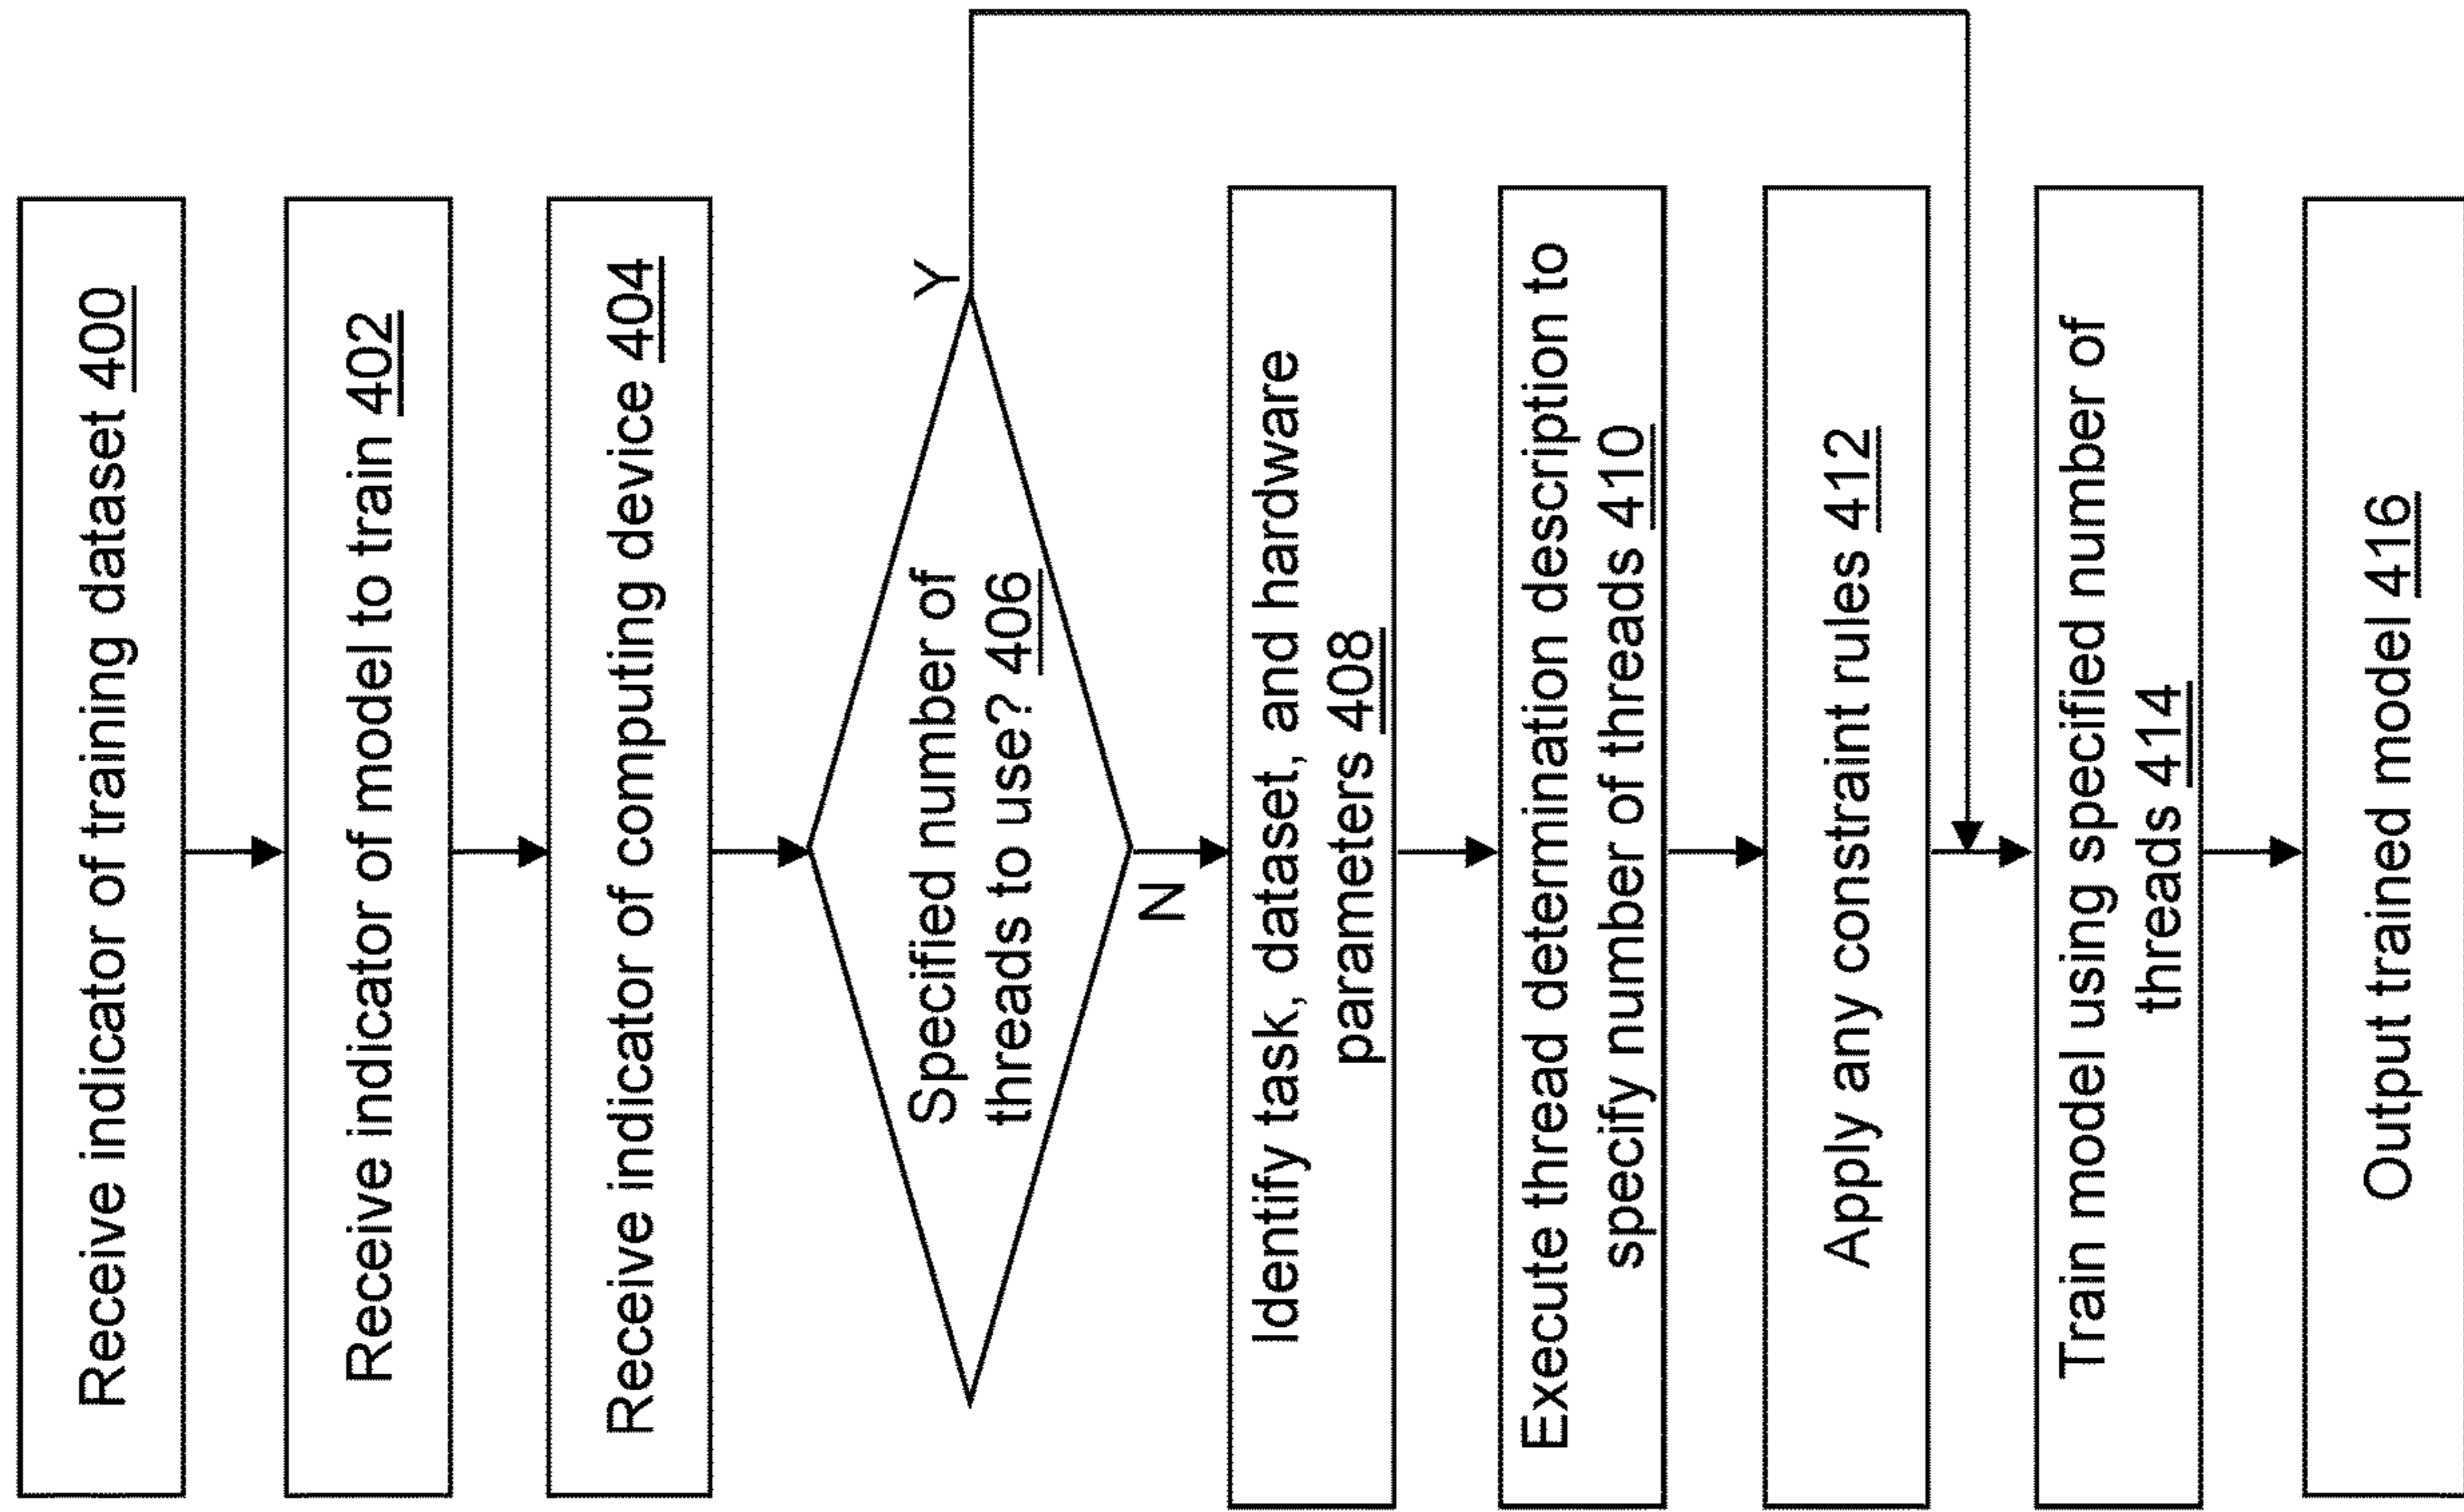 Receive indicator of training dataset 400
Receive indicator of model to train 402
Receive indicator of computing device 404
Specified number of
threads to use? 406
Y
N
Identify task, dataset, and hardware
parameters 408
Execute thread determination description to
specify number of threads 410
Apply any constraint rules 412
Train model using specified number of
threads 414
Output trained model 416